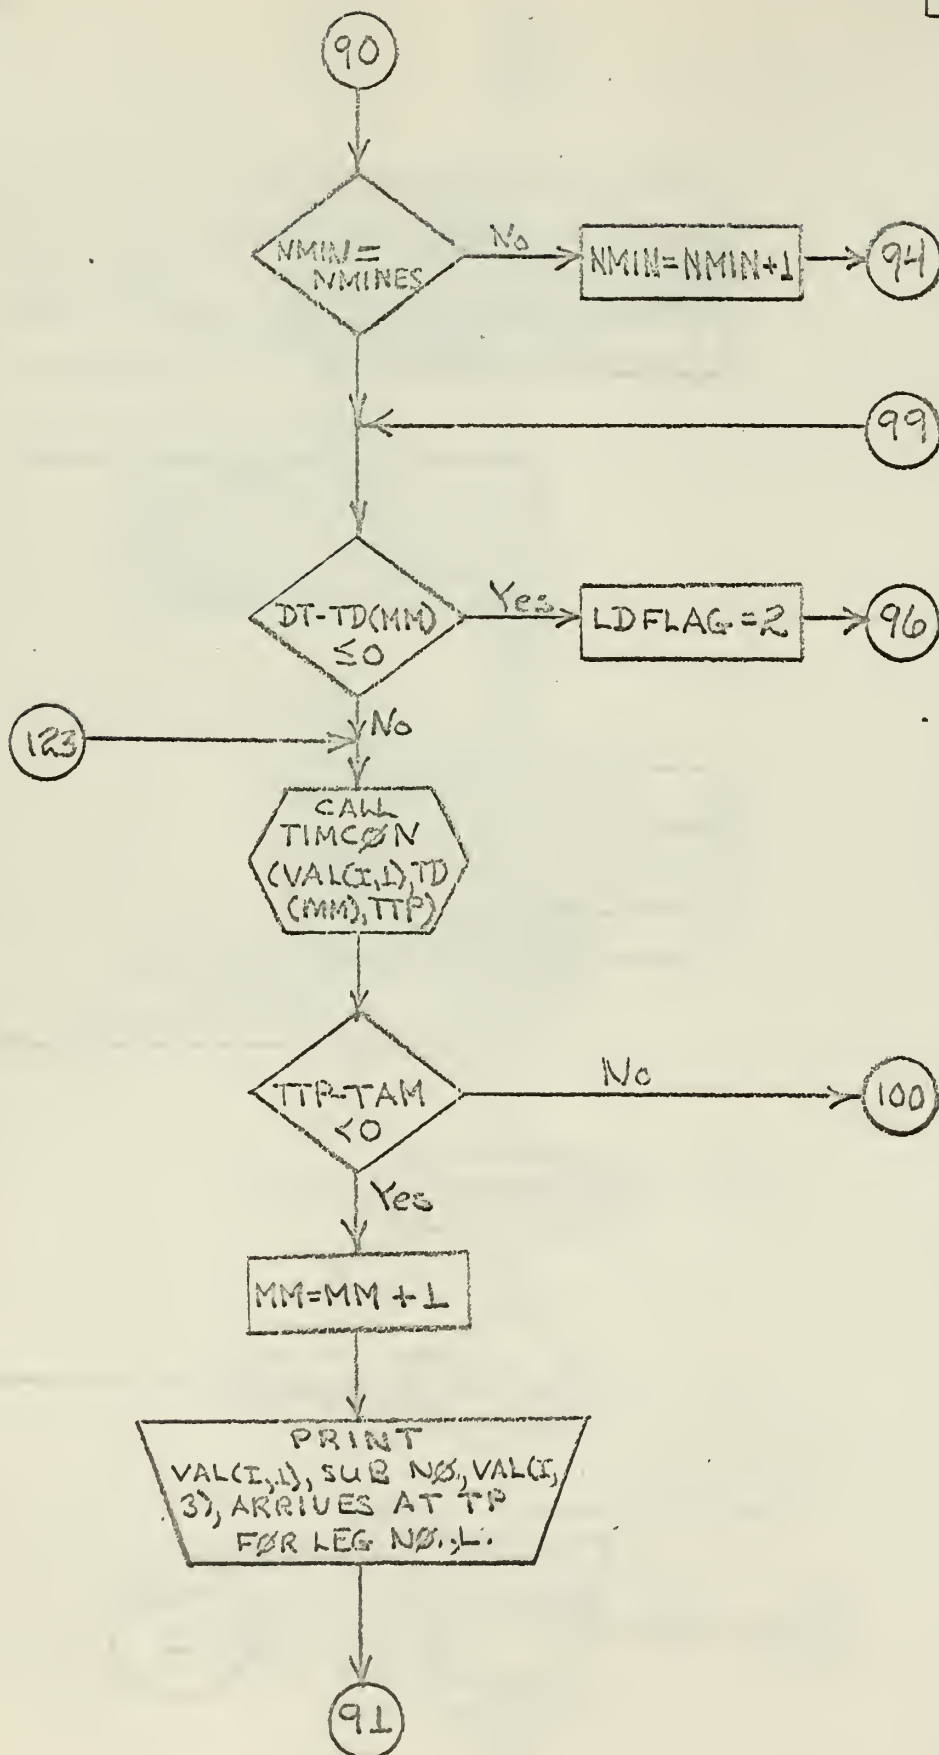 90
NMIN=
NMINES
No
NMIN=NMIN+1
94
99
DT-TD(MM)
≤0
Yes
LDFLAG=2
96
No
123
CALL
TIMCØN
(VAL(I,1),TD
(MM),TTP)
TTP-TAM
<0
No
100
Yes
MM=MM+1
PRINT
VAL(I,1), SUB NØ.,VAL(I,
3), ARRIVES AT TP
FØR LEG NØ.,L.
91